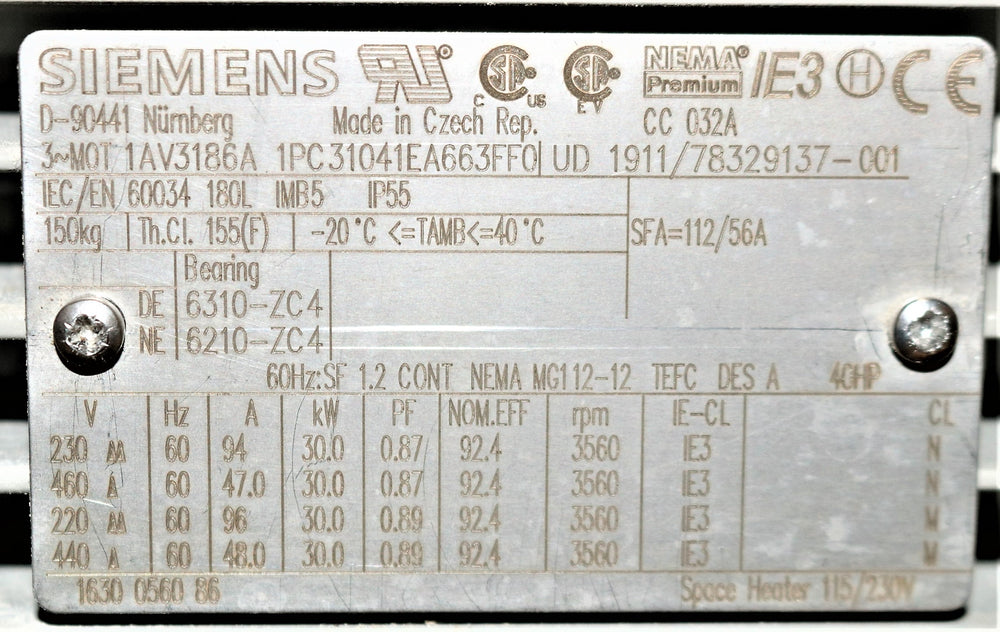 SIEMENS NEMA Premium IE3 H CE
C US E V
D-90441 Nürnberg Made in Czech Rep. CC 032A
3~MOT 1AV3186A 1PC31041EA663FF0 UD 1911/78329137-001
IEC/EN 60034 180L IMB5 IP55
150kg Th.Cl. 155(F) -20°C <=TAMB<=40°C SFA=112/56A
Bearing
DE 6310-ZC4
NE 6210-ZC4
60Hz:SF 1.2 CONT NEMA MG112-12 TEFC DES A 40HP
V Hz A kW PF NOM.EFF rpm IE-CL CL
230 ΔΔ 60 94 30.0 0.87 92.4 3560 IE3 N
460 Δ 60 47.0 30.0 0.87 92.4 3560 IE3 N
220 ΔΔ 60 96 30.0 0.89 92.4 3560 IE3 M
440 Δ 60 48.0 30.0 0.89 92.4 3560 IE3 M
1630 0560 86 Space Heater 115/230V